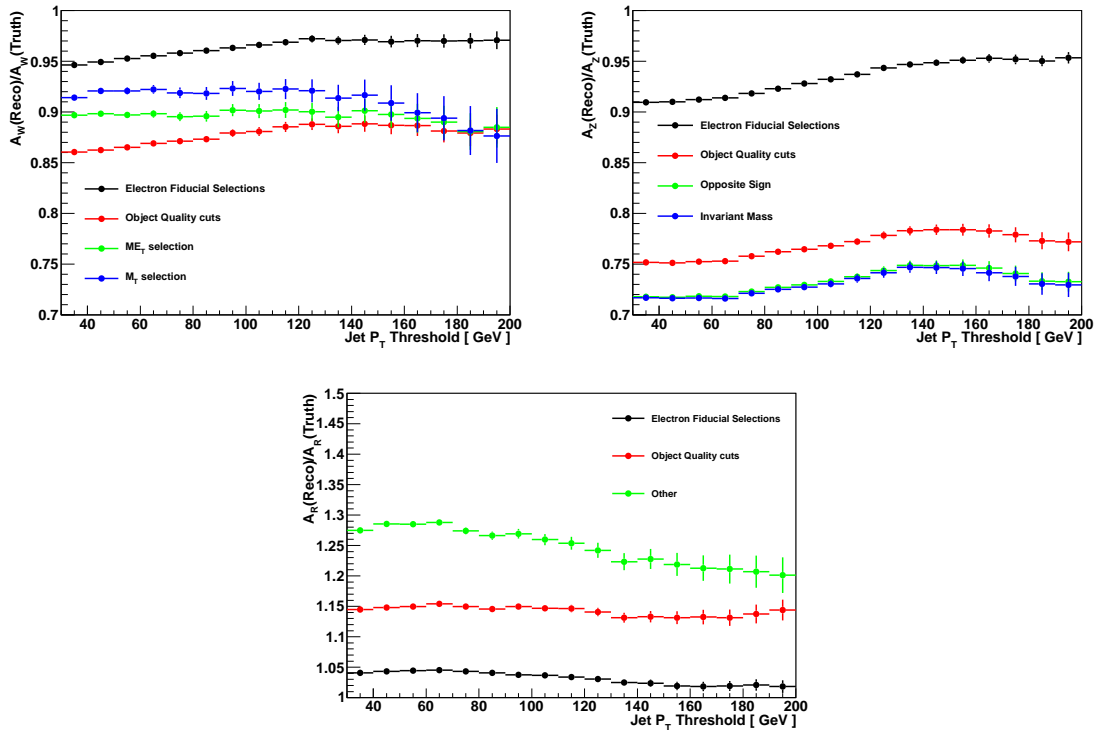 A_W(Reco)/A_W(Truth)
0.95
0.9
0.85
0.8
0.75
0.7
Electron Fiducial Selections
Object Quality cuts
ME_T selection
M_T selection
40 60 80 100 120 140 160 180 200
Jet P_T Threshold [ GeV ]
A_Z(Reco)/A_Z(Truth)
0.95
0.9
0.85
0.8
0.75
0.7
Electron Fiducial Selections
Object Quality cuts
Opposite Sign
Invariant Mass
40 60 80 100 120 140 160 180 200
Jet P_T Threshold [ GeV ]
A_R(Reco)/A_R(Truth)
1.5
1.45
1.4
1.35
1.3
1.25
1.2
1.15
1.1
1.05
1
Electron Fiducial Selections
Object Quality cuts
Other
40 60 80 100 120 140 160 180 200
Jet P_T Threshold [ GeV ]